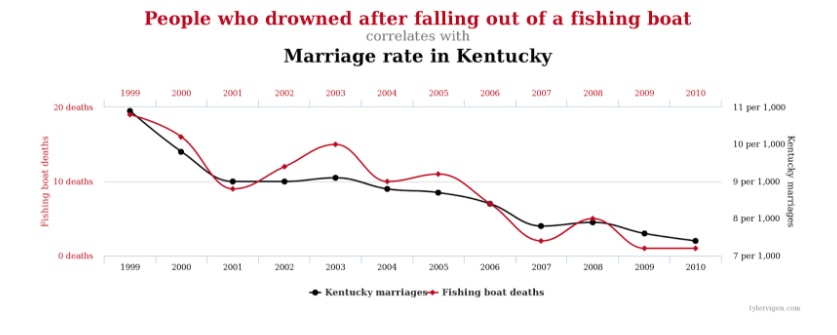 People who drowned after falling out of a fishing boat
correlates with
Marriage rate in Kentucky
1999 2000 2001 2002 2003 2004 2005 2006 2007 2008 2009 2010
20 deaths 11 per 1,000
10 per 1,000
10 deaths 9 per 1,000
8 per 1,000
0 deaths 7 per 1,000
Fishing boat deaths
Kentucky marriages
1999 2000 2001 2002 2003 2004 2005 2006 2007 2008 2009 2010
Kentucky marriages Fishing boat deaths
tylervigen.com